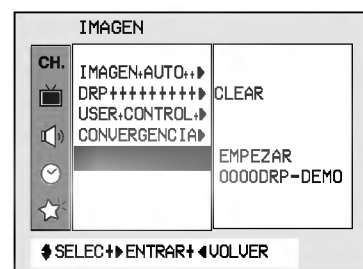 IMAGEN
CH.
IMAGEN+AUTO++▶
DRP+++++++++▶ CLEAR
USER+CONTROL+▶
CONVERGENCIA▶
EMPEZAR
0000DRP-DEMO
▲▼SELEC+▶ENTRAR+◀VOLVER